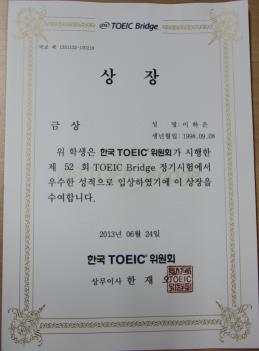 TOEIC Bridge
상 장
금 상
성 명 : 이 하 은
생년월일 : 1998.09.08
위 학생은 한국 TOEIC 위원회가 시행한
제 52 회 TOEIC Bridge 정기시험에서
우수한 성적으로 입상하였기에 이 상장을
수여합니다.
2013년 06월 24일
한국 TOEIC 위원회
상무이사 한 재